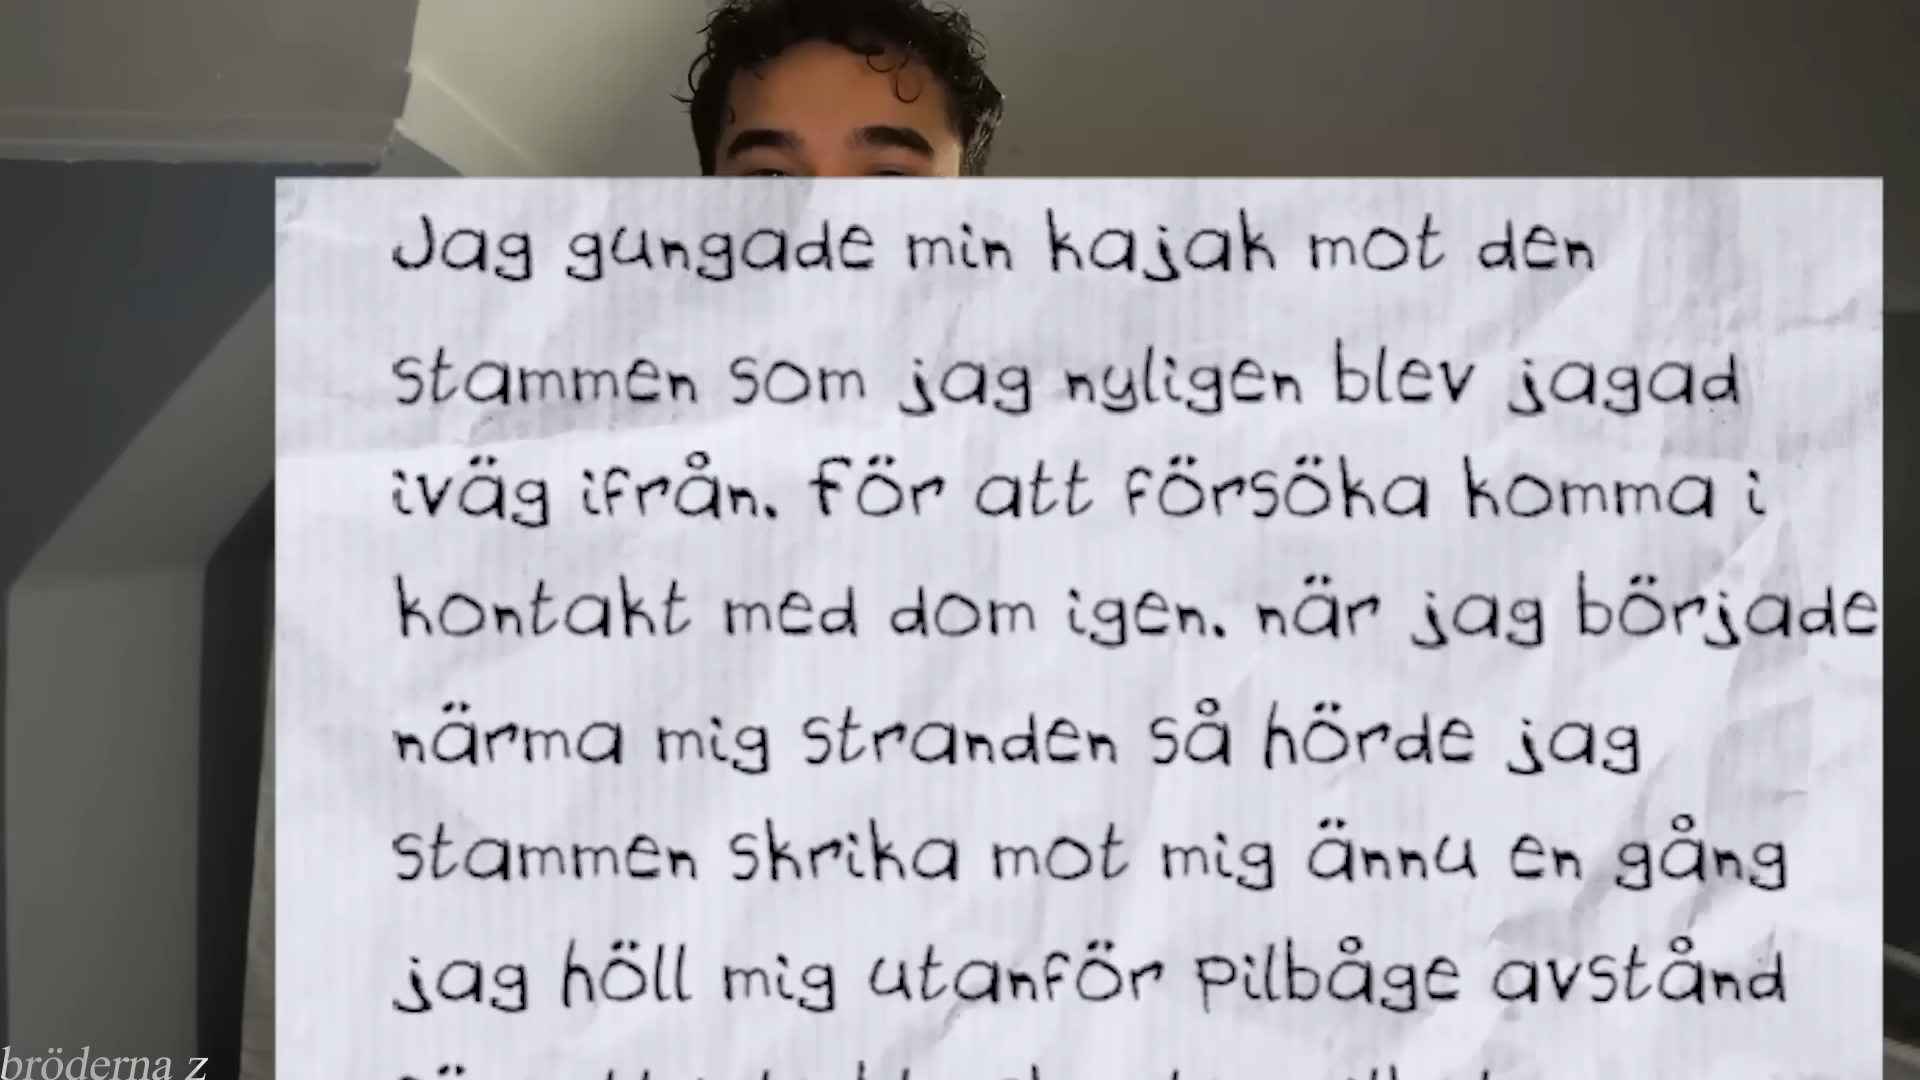 Jag gungade min kajak mot den
stammen som jag nyligen blev jagad
iväg ifrån. För att försöka komma i
kontakt med dom igen. när jag började
närma mig stranden så hörde jag
stammen skrika mot mig ännu en gång
jag höll mig utanför pilbåge avstånd
bröderna z